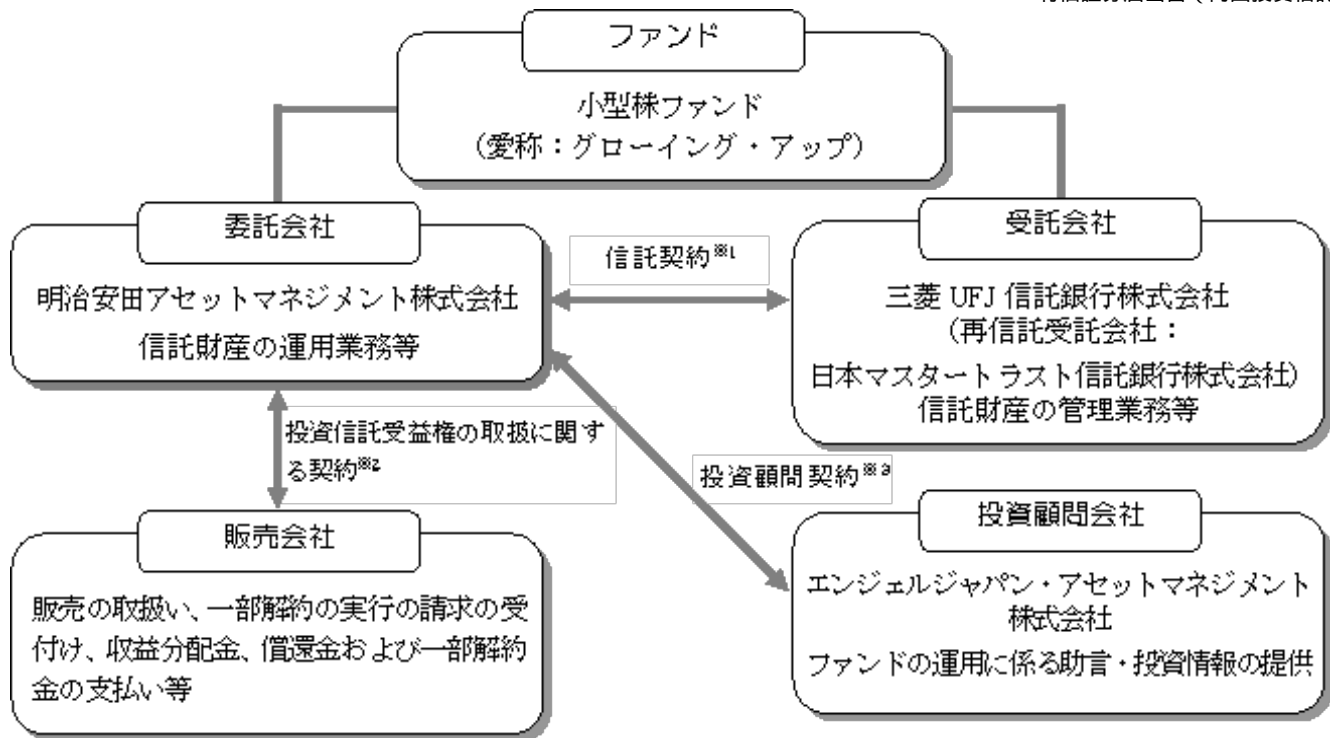 ファンド
小型株ファンド
(愛称:グローイング・アップ)
委託会社
明治安田アセットマネジメント株式会社
信託財産の運用業務等
信託契約※1
受託会社
三菱 UFJ 信託銀行株式会社
(再信託受託会社:
日本マスタートラスト信託銀行株式会社)
信託財産の管理業務等
投資信託受益権の取扱に関す
る契約※2
投資顧問契約※3
販売会社
販売の取扱い、一部解約の実行の請求の受
付け、収益分配金、償還金および一部解約
金の支払い等
投資顧問会社
エンジェルジャパン・アセットマネジメント
株式会社
ファンドの運用に係る助言・投資情報の提供